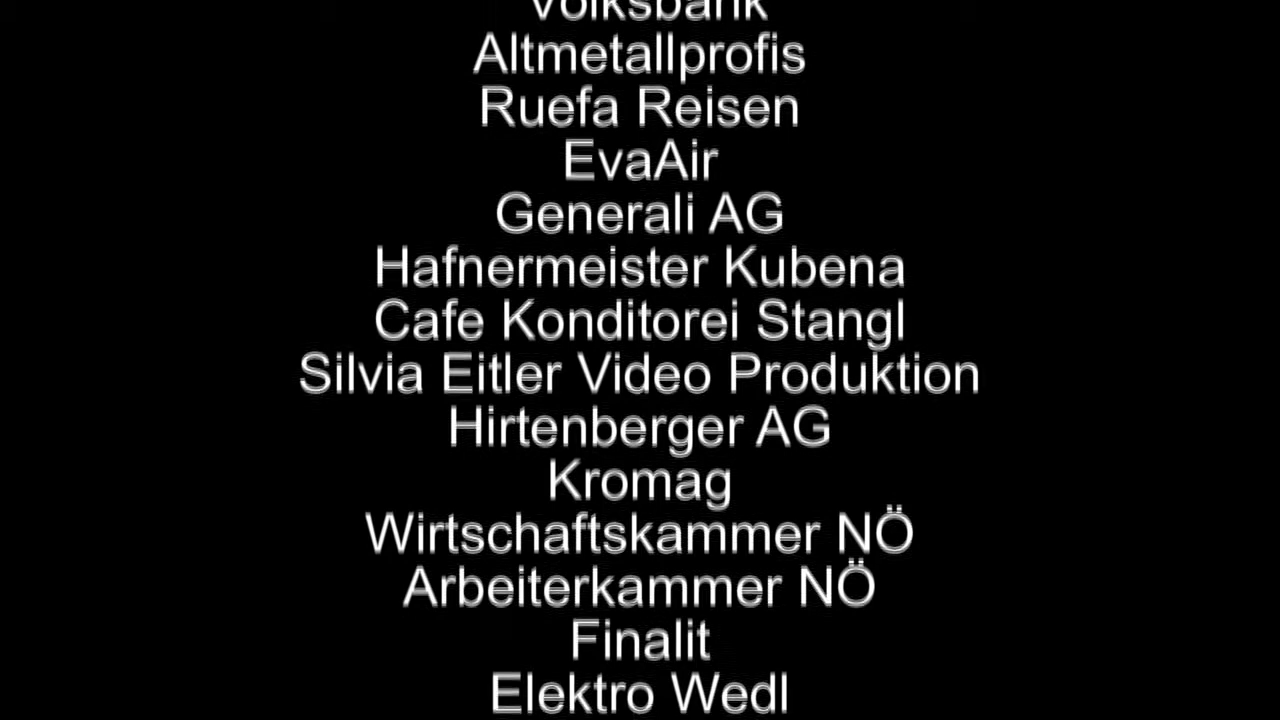 Volksbank
Altmetallprofis
Ruefa Reisen
EvaAir
Generali AG
Hafnermeister Kubena
Cafe Konditorei Stangl
Silvia Eitler Video Produktion
Hirtenberger AG
Kromag
Wirtschaftskammer NÖ
Arbeiterkammer NÖ
Finalit
Elektro Wedl